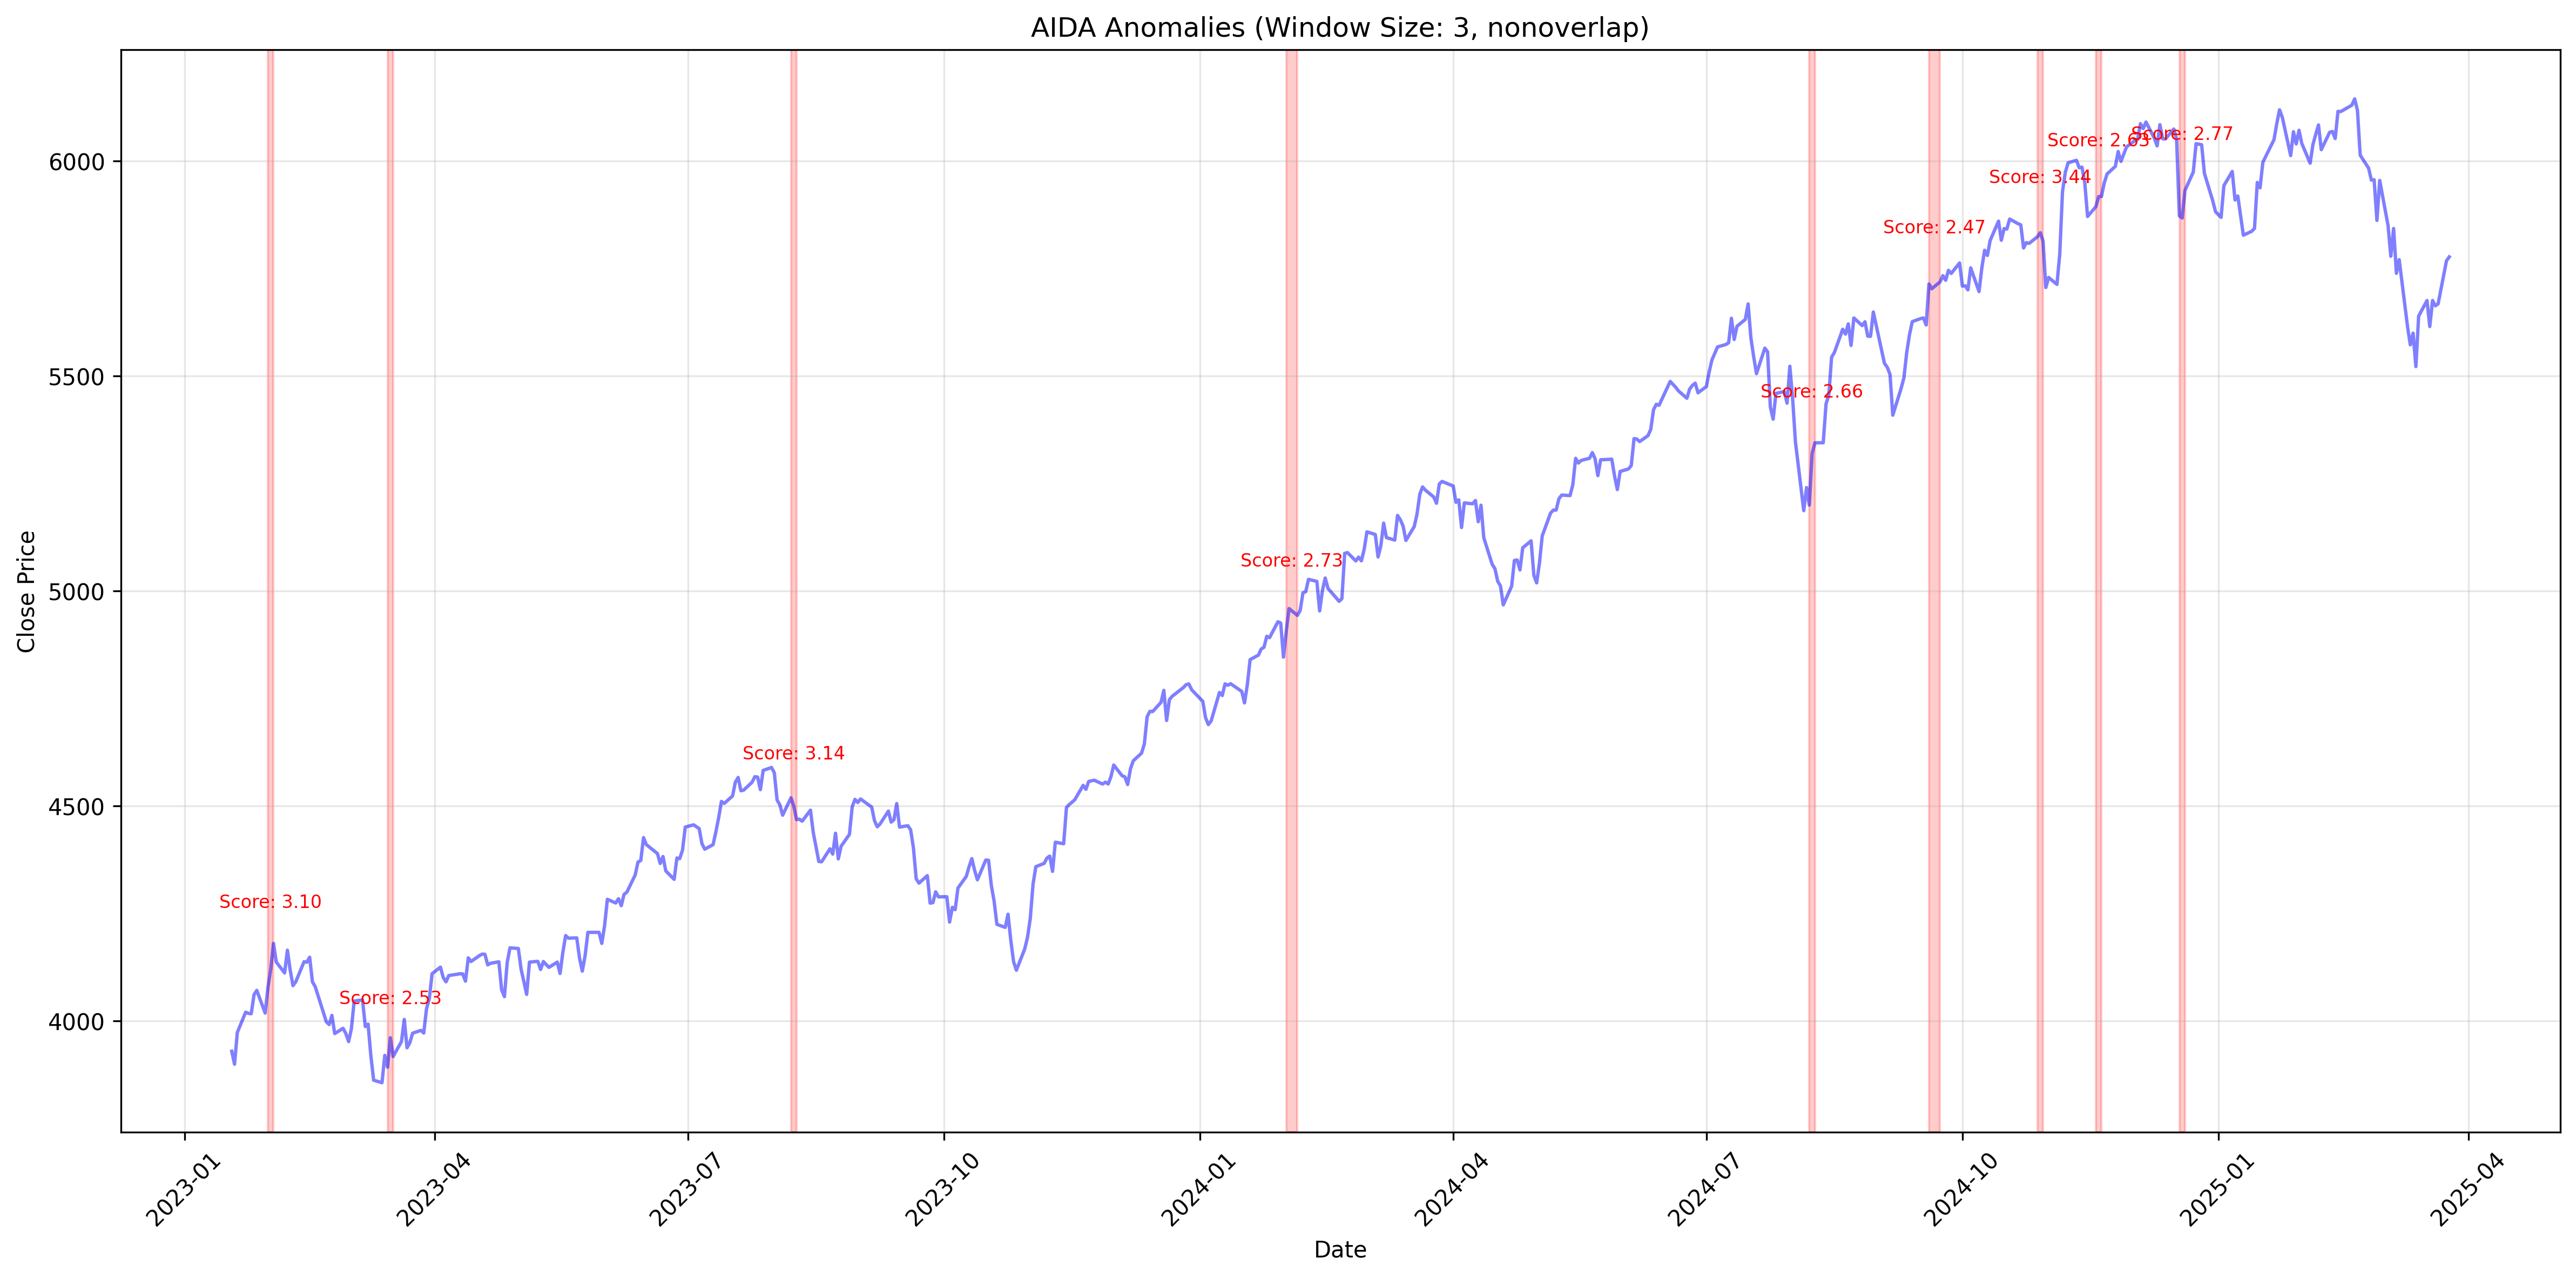 AIDA Anomalies (Window Size: 3, nonoverlap)
Close Price
6000
5500
5000
4500
4000
Score: 3.10
Score: 2.53
Score: 3.14
Score: 2.73
Score: 2.66
Score: 2.47
Score: 3.44
Score: 2.63
Score: 2.77
2023-01
2023-04
2023-07
2023-10
2024-01
2024-04
2024-07
2024-10
2025-01
2025-04
Date